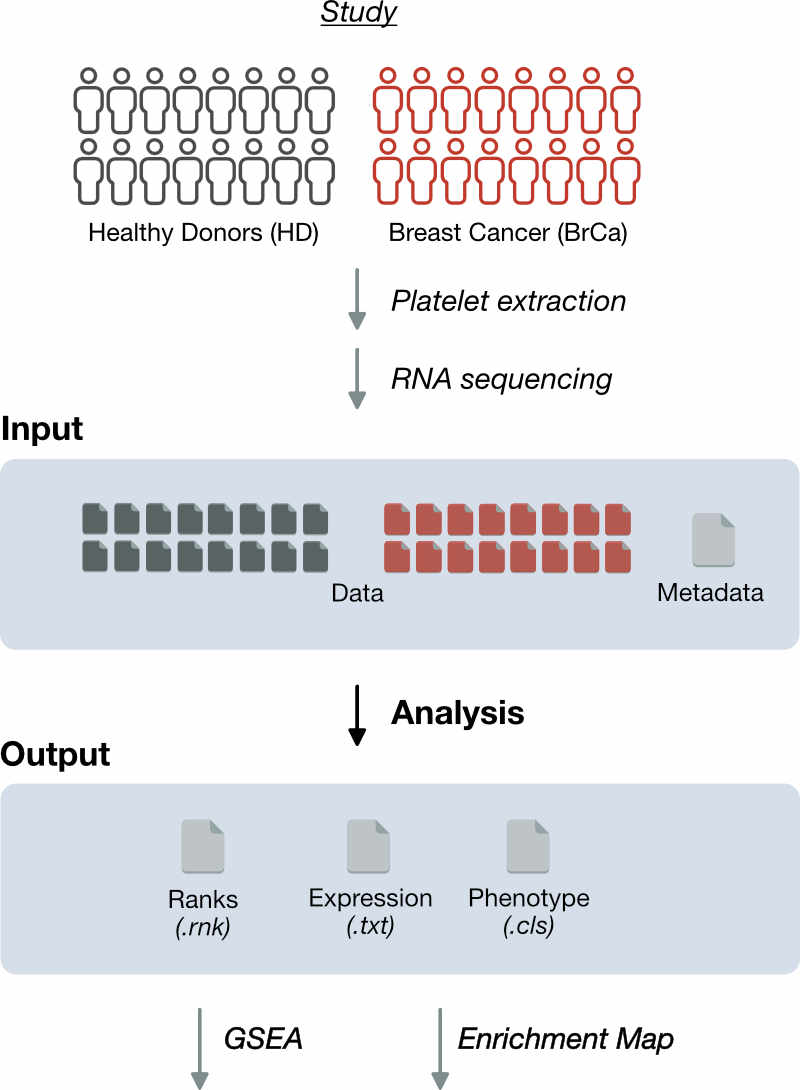 Study
Healthy Donors (HD)
Breast Cancer (BrCa)
Platelet extraction
RNA sequencing
Input
Data
Metadata
Analysis
Output
Ranks
(.rnk)
Expression
(.txt)
Phenotype
(.cls)
GSEA
Enrichment Map